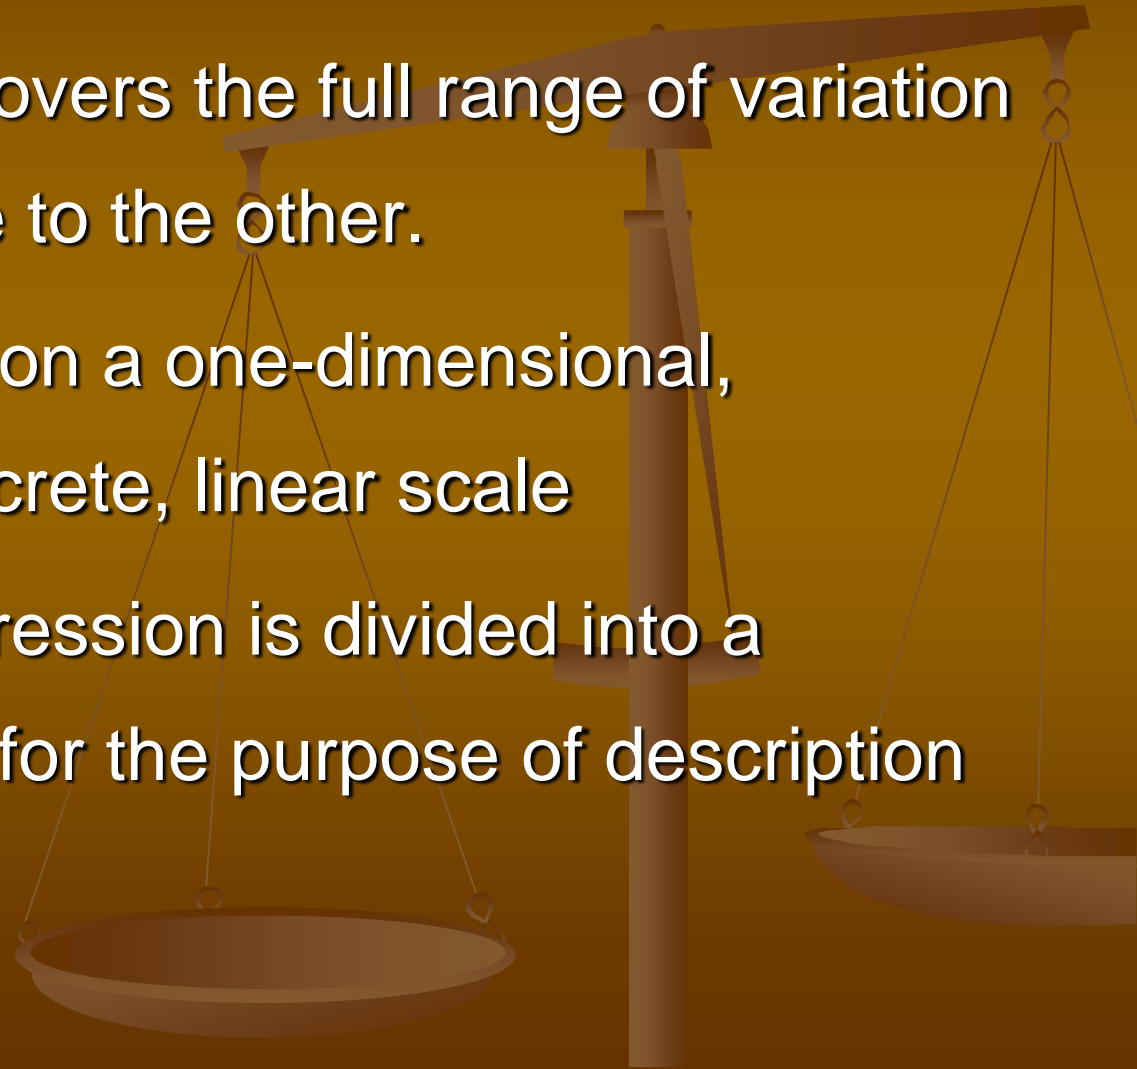 overs the full range of variation
to the other.
on a one-dimensional,
crete, linear scale
ression is divided into a
for the purpose of description